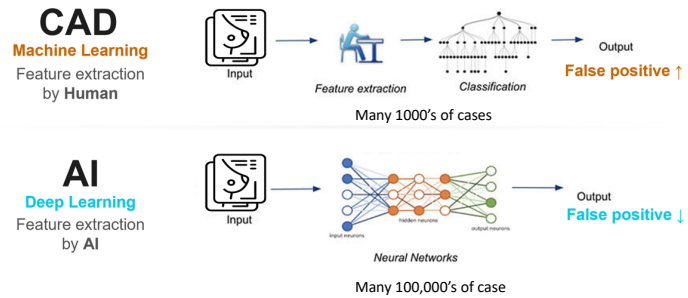 CAD
Machine Learning
Feature extraction
by Human
Input
Feature extraction
Classification
Output
False positive ↑
Many 1000's of cases
AI
Deep Learning
Feature extraction
by AI
Input
input neurons
hidden neurons
output neurons
Neural Networks
Output
False positive ↓
Many 100,000's of case